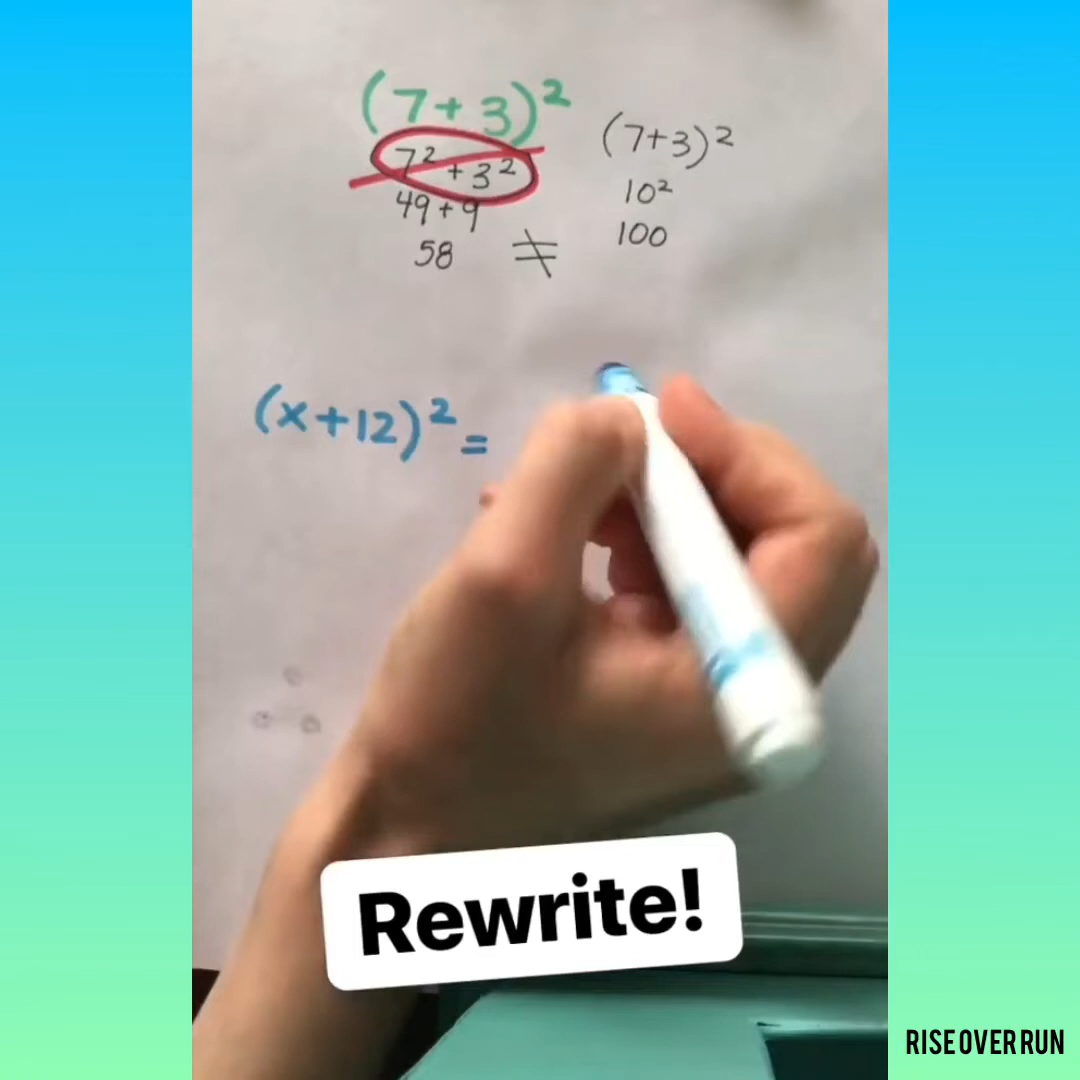 (7+3)²
7² + 3²
49+9
58 ≠
(7+3)²
10²
100
(x+12)² =
Rewrite!
RISE OVER RUN